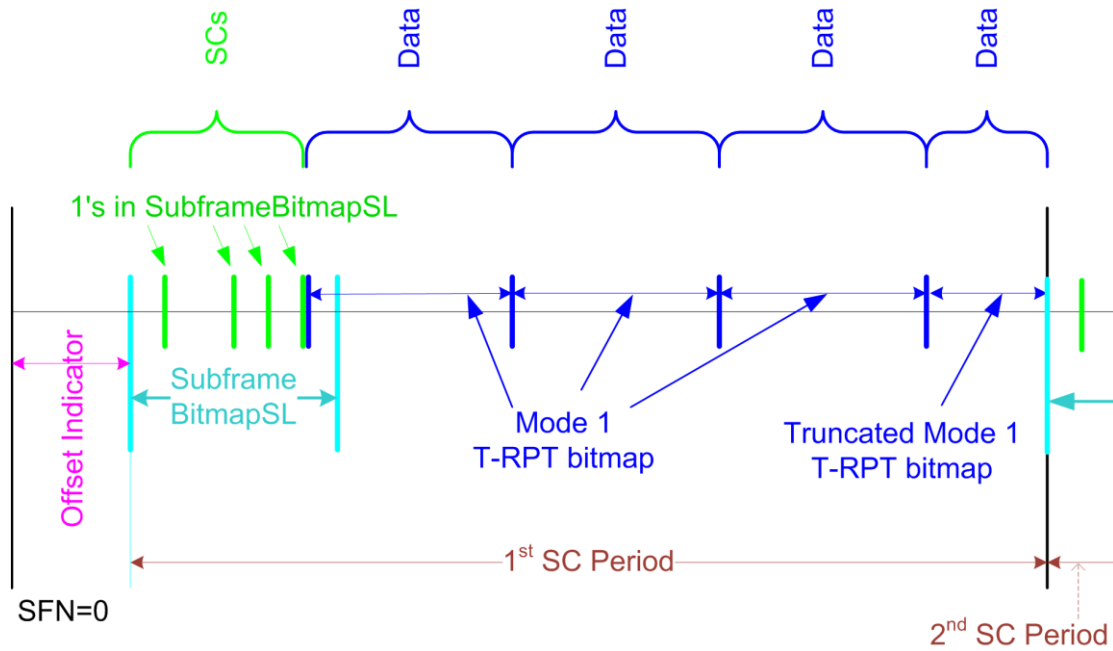 SCs
Data
Data
Data
Data
1's in SubframeBitmapSL
Offset Indicator
Subframe
BitmapSL
Mode 1
T-RPT bitmap
Truncated Mode 1
T-RPT bitmap
1st SC Period
SFN=0
2nd SC Period